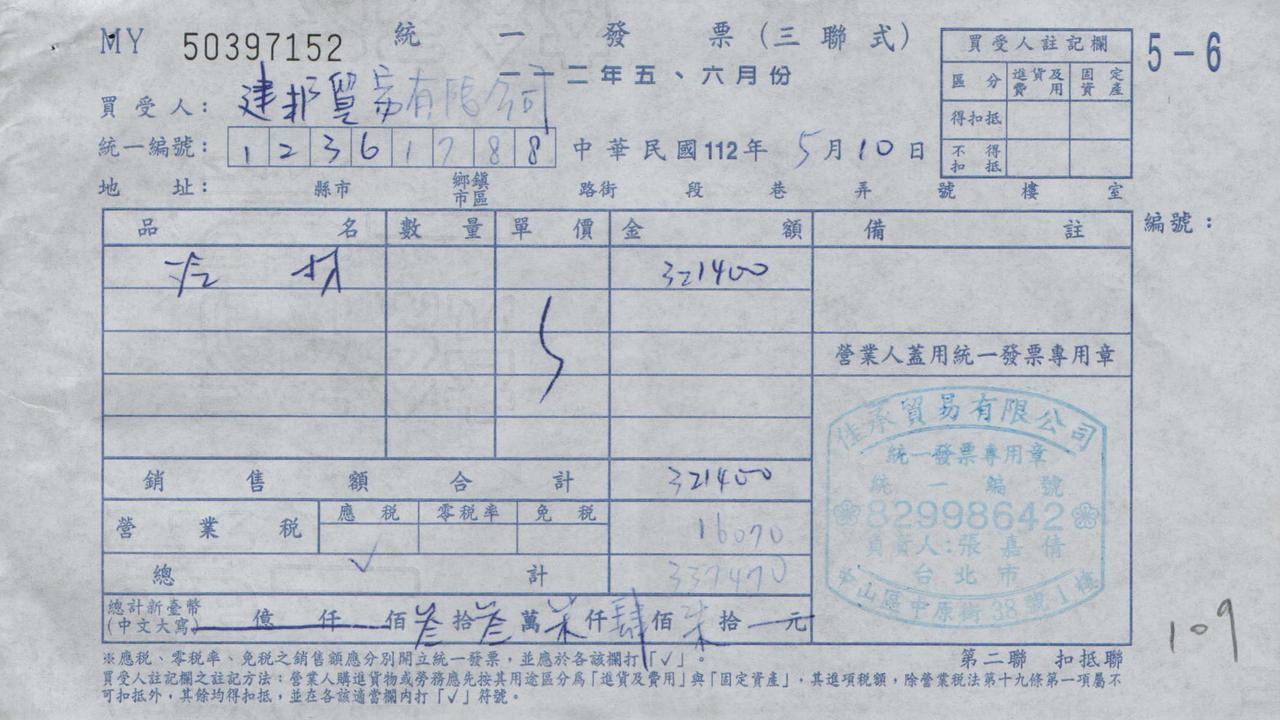 MY 50397152 統一發票(三聯式)
一一二年五、六月份
5-6
買受人註記欄
區分 進貨及費用 固定資產
得扣抵
不得扣抵
買受人: 建邦貿易有限公司
統一編號: 12361788 中華民國112年5月10日
地址: 縣市 鄉鎮市區 路街 段 巷 弄 號 樓 室
編號:
品名 數量 單價 金額 備註
321400
營業人蓋用統一發票專用章
銷售額合計 321400
營業稅 應稅 零稅率 免稅 16070
✓
總計 337470
總計新臺幣(中文大寫) 億仟佰叁拾叁萬柒仟肆佰柒拾元
佳承貿易有限公司
統一發票專用章
統一編號
82998642
負責人:張嘉倩
台北市
山區中原街38號1樓
109
※應稅、零稅率、免稅之銷售額應分別開立統一發票,並應於各該欄打「✓」。
第二聯 扣抵聯
買受人註記欄之註記方法:營業人購進貨物或勞務應先按其用途區分為「進貨及費用」與「固定資產」,其進項稅額,除營業稅法第十九條第一項屬不
可扣抵外,其餘均得扣抵,並在各該適當欄內打「✓」符號。